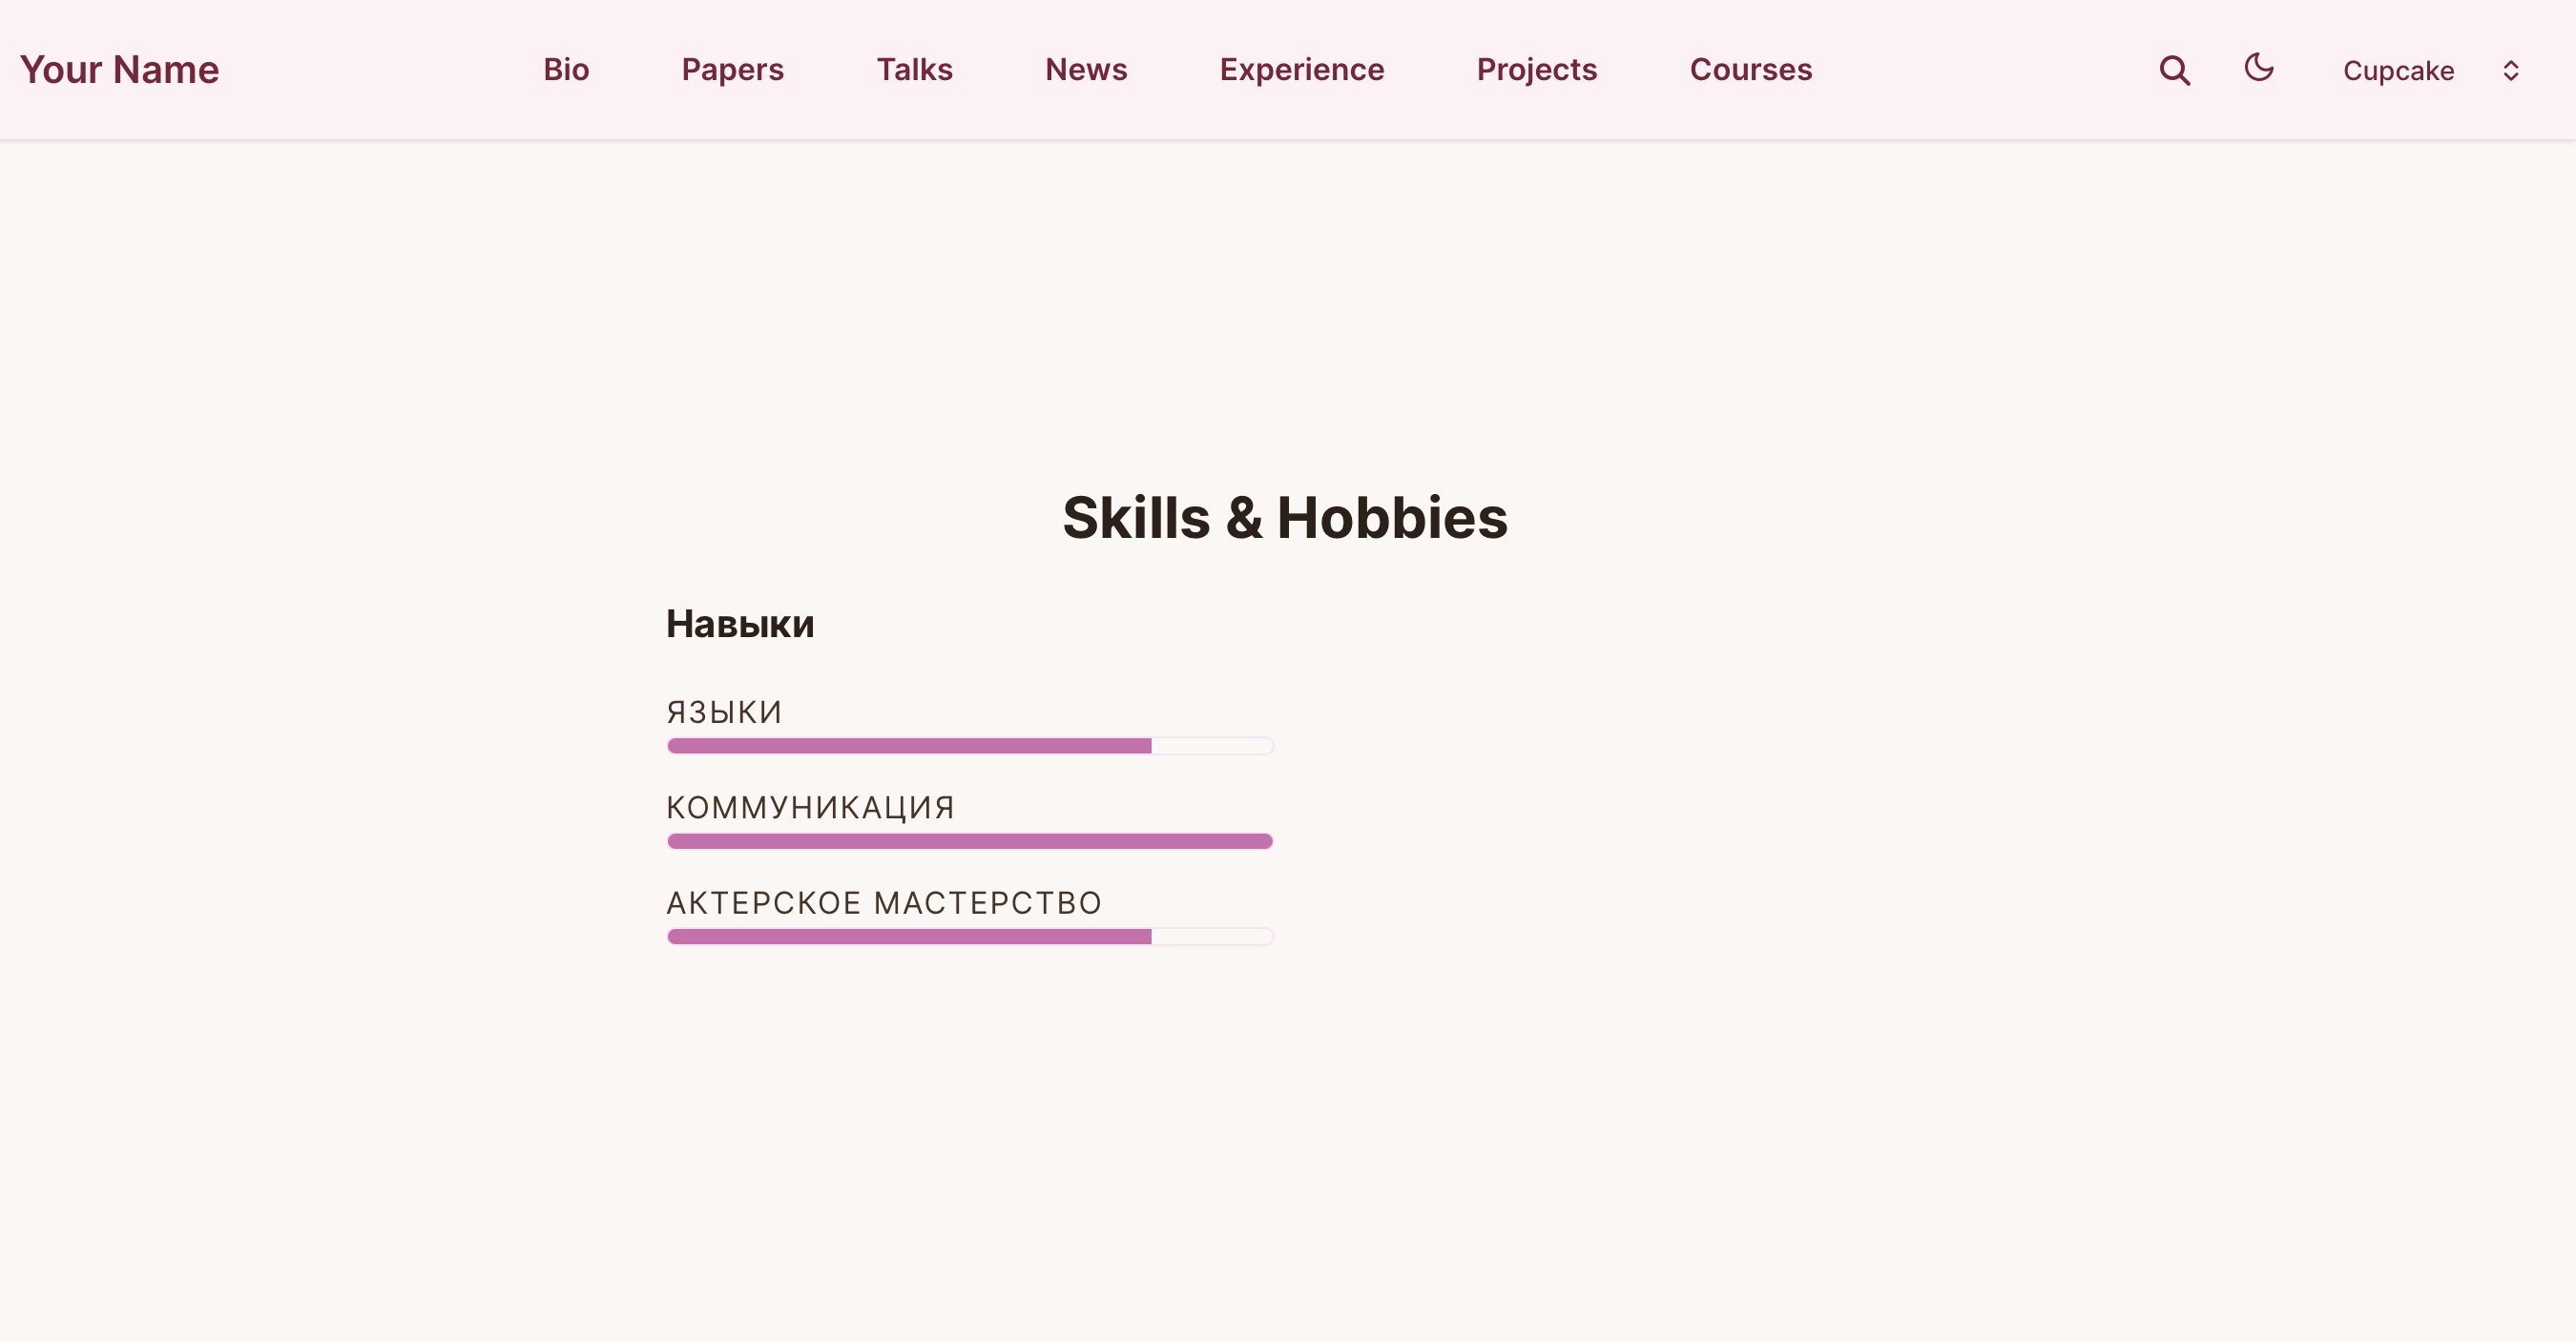 Your Name Bio Papers Talks News Experience Projects Courses Cupcake
Skills & Hobbies
Навыки
ЯЗЫКИ
КОММУНИКАЦИЯ
АКТЕРСКОЕ МАСТЕРСТВО